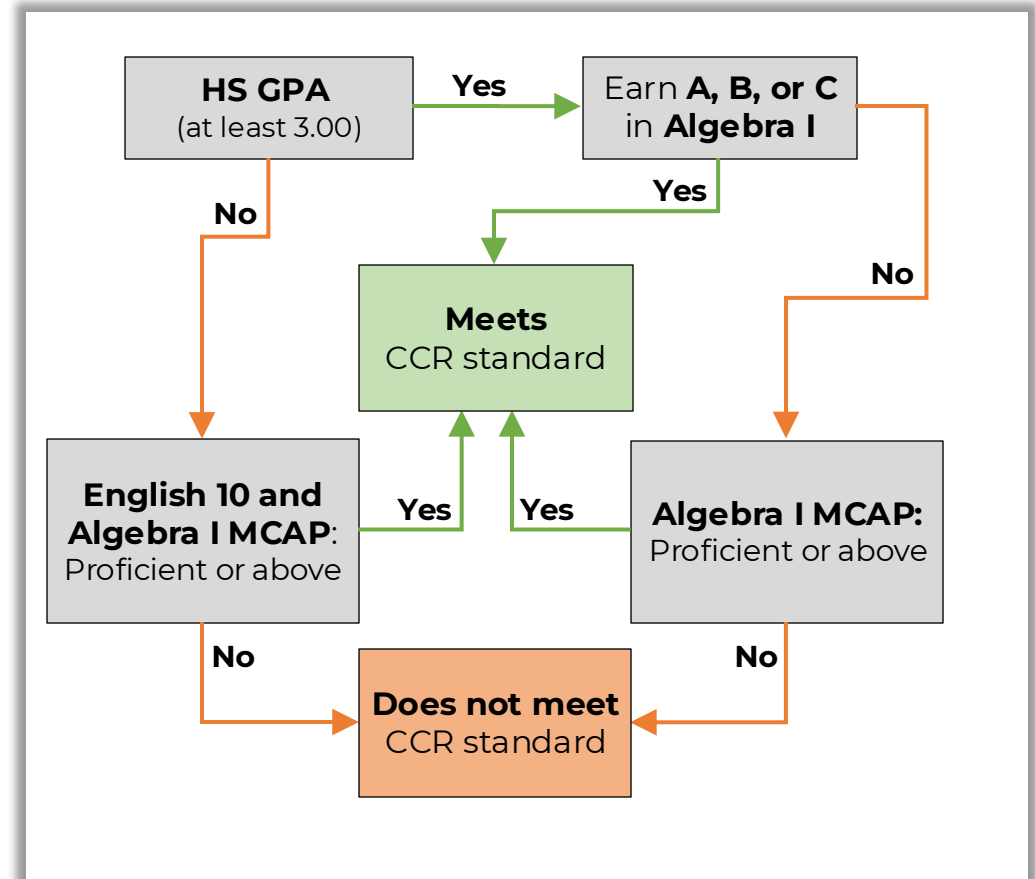 HS GPA
(at least 3.00)
Yes
Earn A, B, or C
in Algebra I
Yes
No
No
Meets
CCR standard
English 10 and
Algebra I MCAP:
Proficient or above
Yes
Yes
Algebra I MCAP:
Proficient or above
No
No
Does not meet
CCR standard